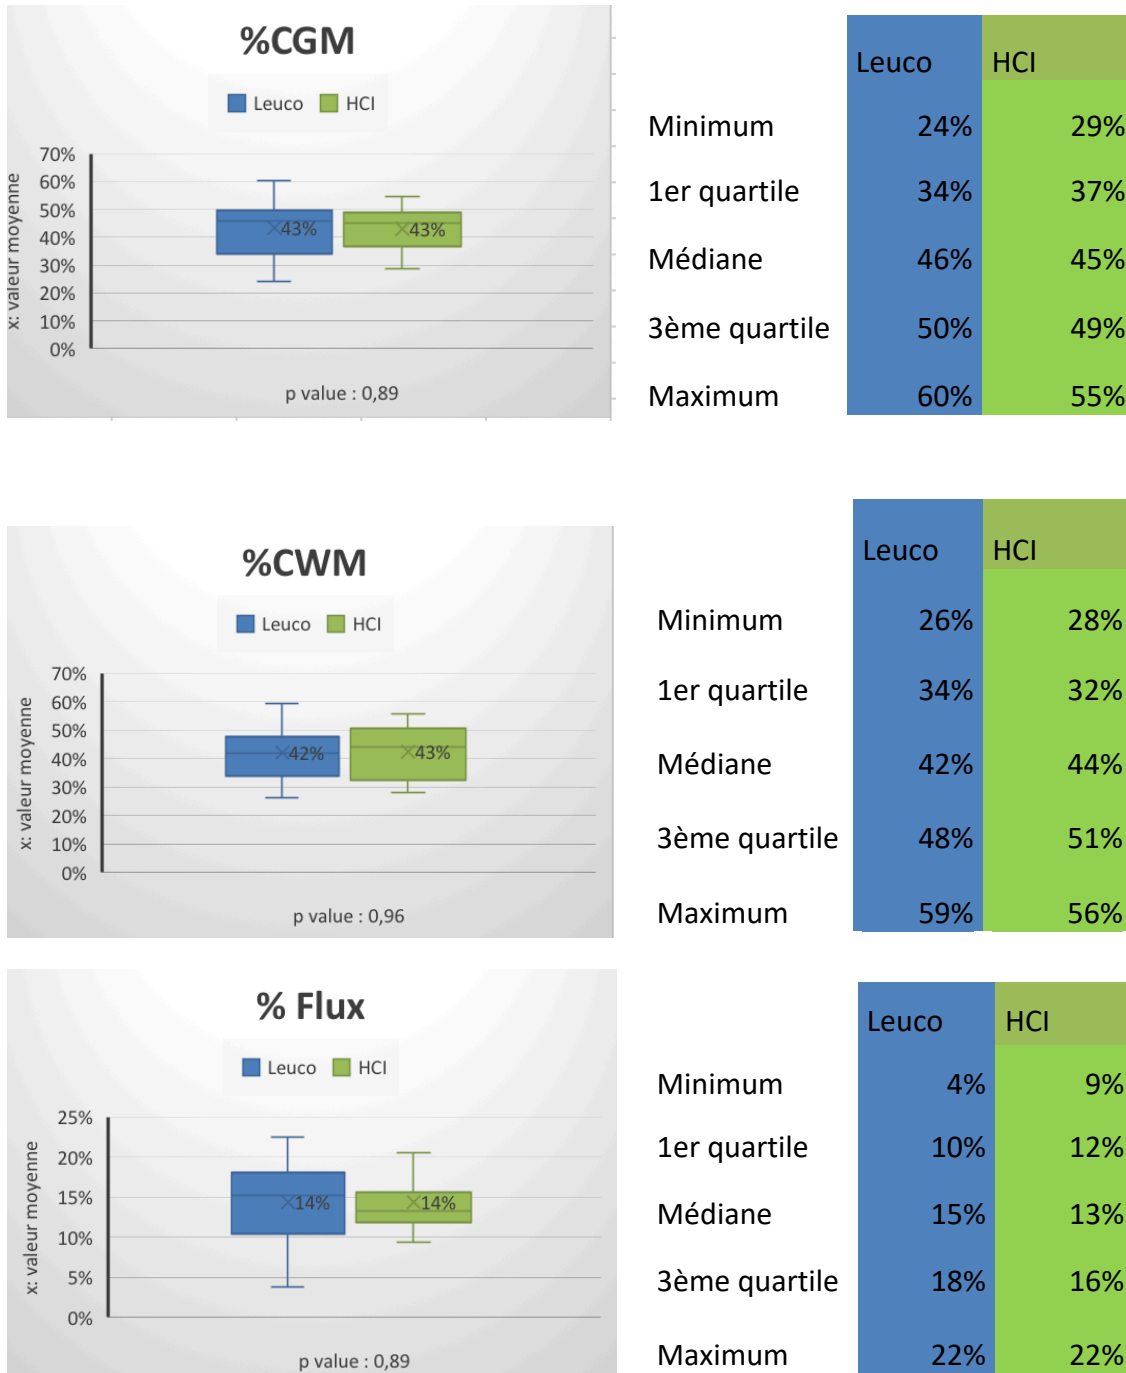 %CGM
Leuco HCI
70%
60%
50%
40%
30%
20%
10%
0%
x: valeur moyenne
43% 43%
p value : 0,89
Leuco HCI
Minimum 24% 29%
1er quartile 34% 37%
Médiane 46% 45%
3ème quartile 50% 49%
Maximum 60% 55%
%CWM
Leuco HCI
70%
60%
50%
40%
30%
20%
10%
0%
x: valeur moyenne
42% 43%
p value : 0,96
Leuco HCI
Minimum 26% 28%
1er quartile 34% 32%
Médiane 42% 44%
3ème quartile 48% 51%
Maximum 59% 56%
% Flux
Leuco HCI
25%
20%
15%
10%
5%
0%
x: valeur moyenne
14% 14%
p value : 0,89
Leuco HCI
Minimum 4% 9%
1er quartile 10% 12%
Médiane 15% 13%
3ème quartile 18% 16%
Maximum 22% 22%